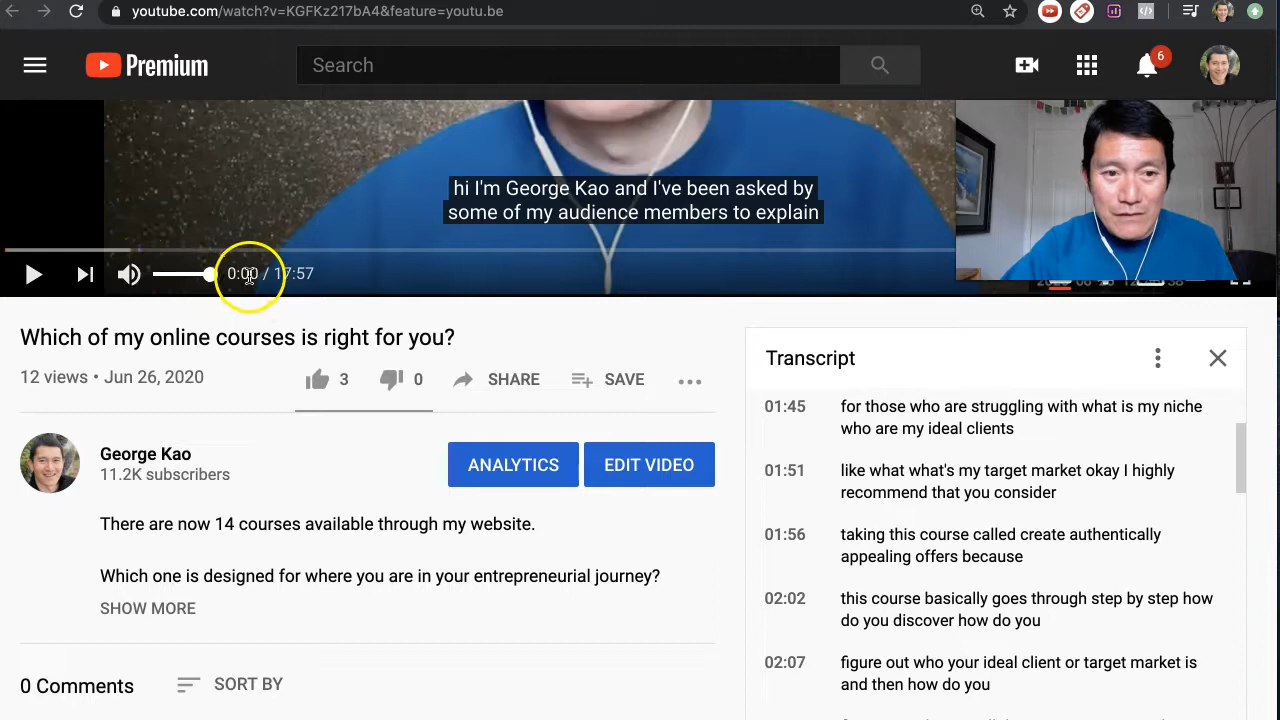 youtube.com/watch?v=KGFKz217bA4&feature=youtu.be
Premium
Search
6
hi I'm George Kao and I've been asked by
some of my audience members to explain
0:00 / 17:57
Which of my online courses is right for you?
12 views • Jun 26, 2020
3
0
SHARE
SAVE
George Kao
11.2K subscribers
ANALYTICS
EDIT VIDEO
There are now 14 courses available through my website.
Which one is designed for where you are in your entrepreneurial journey?
SHOW MORE
0 Comments
SORT BY
Transcript
01:45 for those who are struggling with what is my niche
who are my ideal clients
01:51 like what what's my target market okay I highly
recommend that you consider
01:56 taking this course called create authentically
appealing offers because
02:02 this course basically goes through step by step how
do you discover how do you
02:07 figure out who your ideal client or target market is
and then how do you